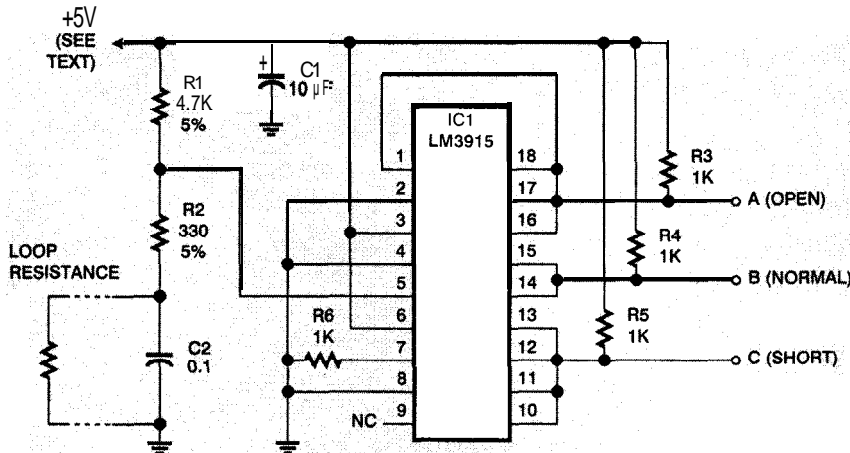 +5V
(SEE
TEXT)
R1
4.7K
5%
+
C1
10 µF
IC1
LM3915
1
2
3
4
5
6
7
8
9
18
17
16
15
14
13
12
11
10
R2
330
5%
LOOP
RESISTANCE
C2
0.1
R6
1K
NC
R3
1K
A (OPEN)
R4
1K
B (NORMAL)
R5
1K
C (SHORT)